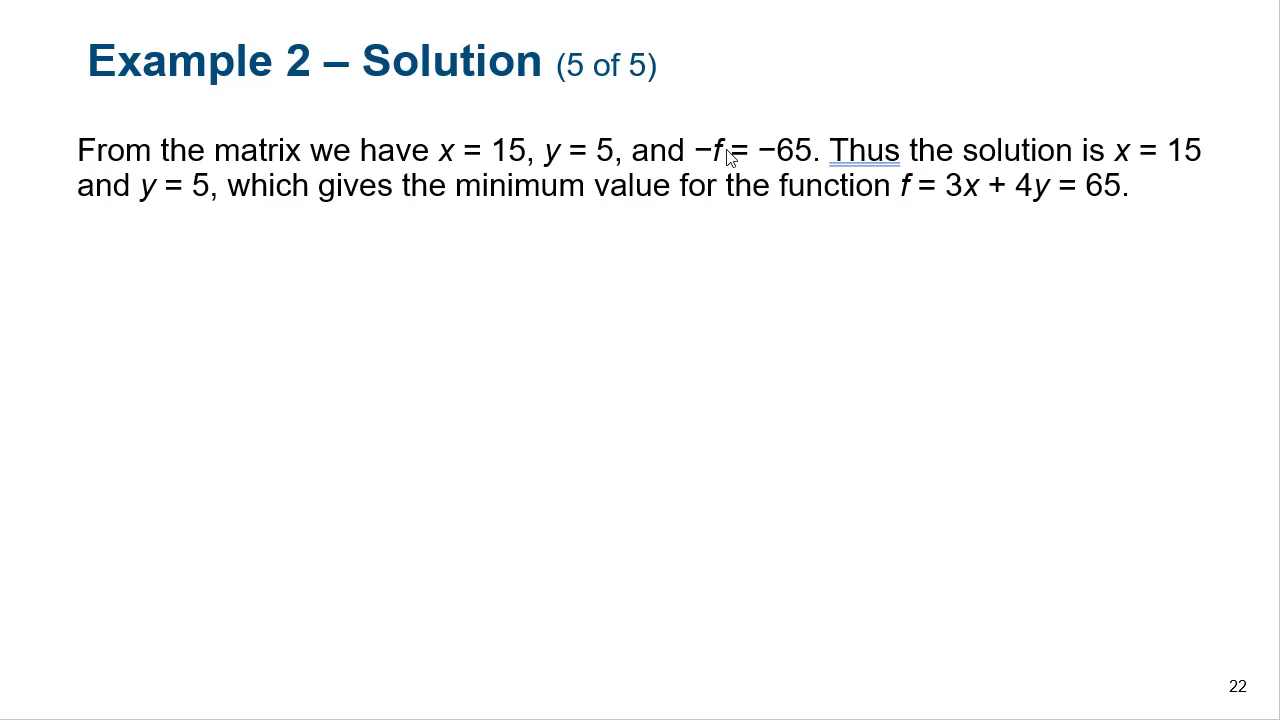 Example 2 – Solution (5 of 5)
From the matrix we have x = 15, y = 5, and −f = −65. Thus the solution is x = 15
and y = 5, which gives the minimum value for the function f = 3x + 4y = 65.
22